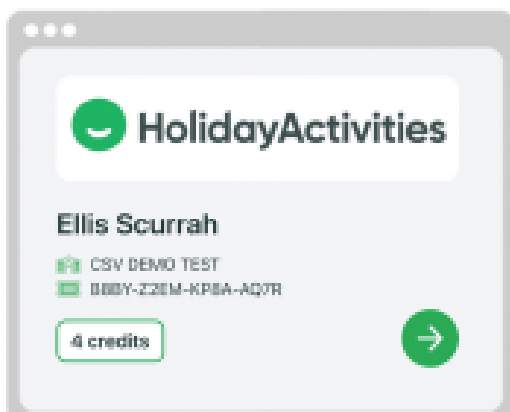 HolidayActivities
Ellis Scurrah
CSV DEMO TEST
4 credits